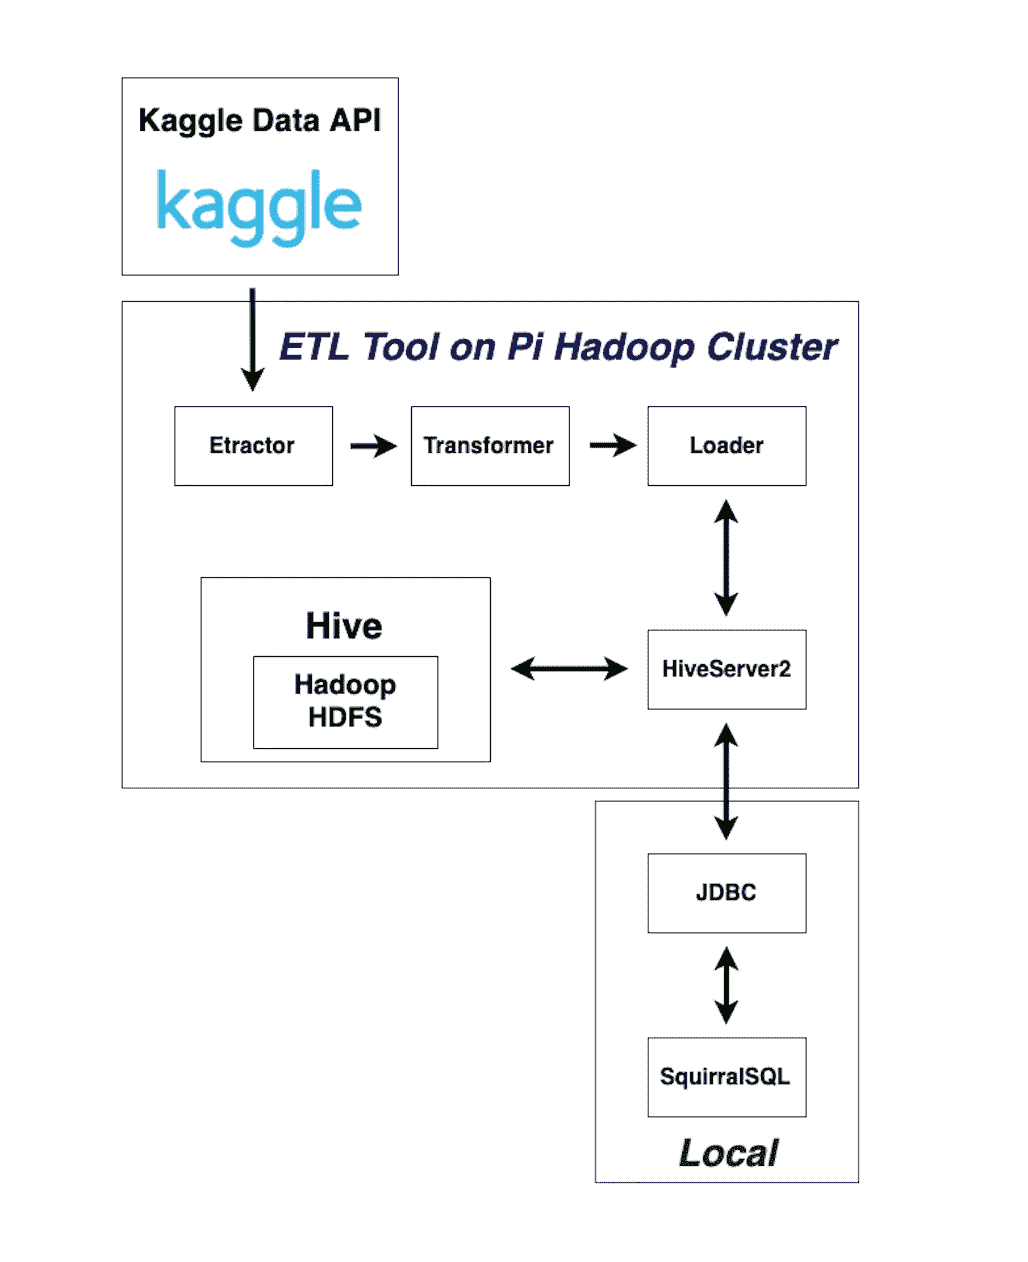 Kaggle Data API
kaggle
ETL Tool on Pi Hadoop Cluster
Etractor
Transformer
Loader
Hive
Hadoop
HDFS
HiveServer2
JDBC
SquirralSQL
Local